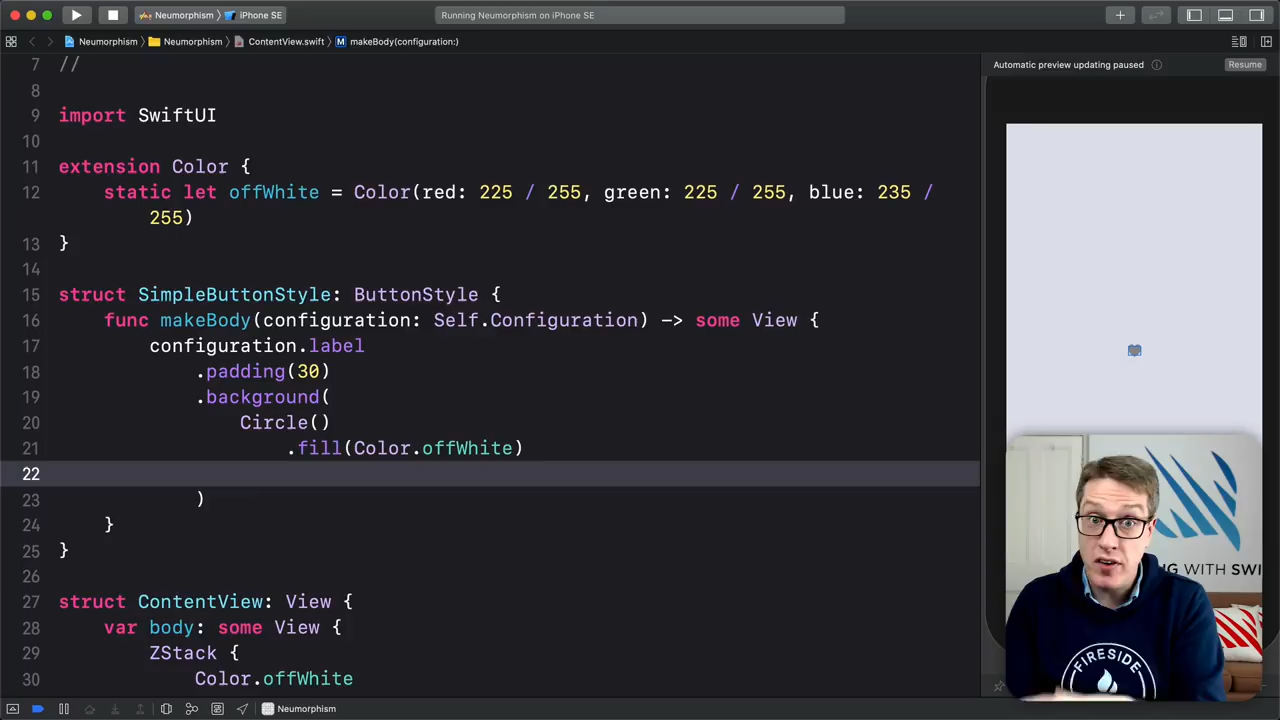 Neumorphism 〉 iPhone SE
Running Neumorphism on iPhone SE
Neumorphism 〉 Neumorphism 〉 ContentView.swift 〉 M makeBody(configuration:)
Automatic preview updating paused
Resume
7 //
8
9 import SwiftUI
10
11 extension Color {
12 static let offWhite = Color(red: 225 / 255, green: 225 / 255, blue: 235 /
255)
13 }
14
15 struct SimpleButtonStyle: ButtonStyle {
16 func makeBody(configuration: Self.Configuration) -> some View {
17 configuration.label
18 .padding(30)
19 .background(
20 Circle()
21 .fill(Color.offWhite)
22
23 )
24 }
25 }
26
27 struct ContentView: View {
28 var body: some View {
29 ZStack {
30 Color.offWhite
NG WITH SWI
FIRESIDE
Neumorphism